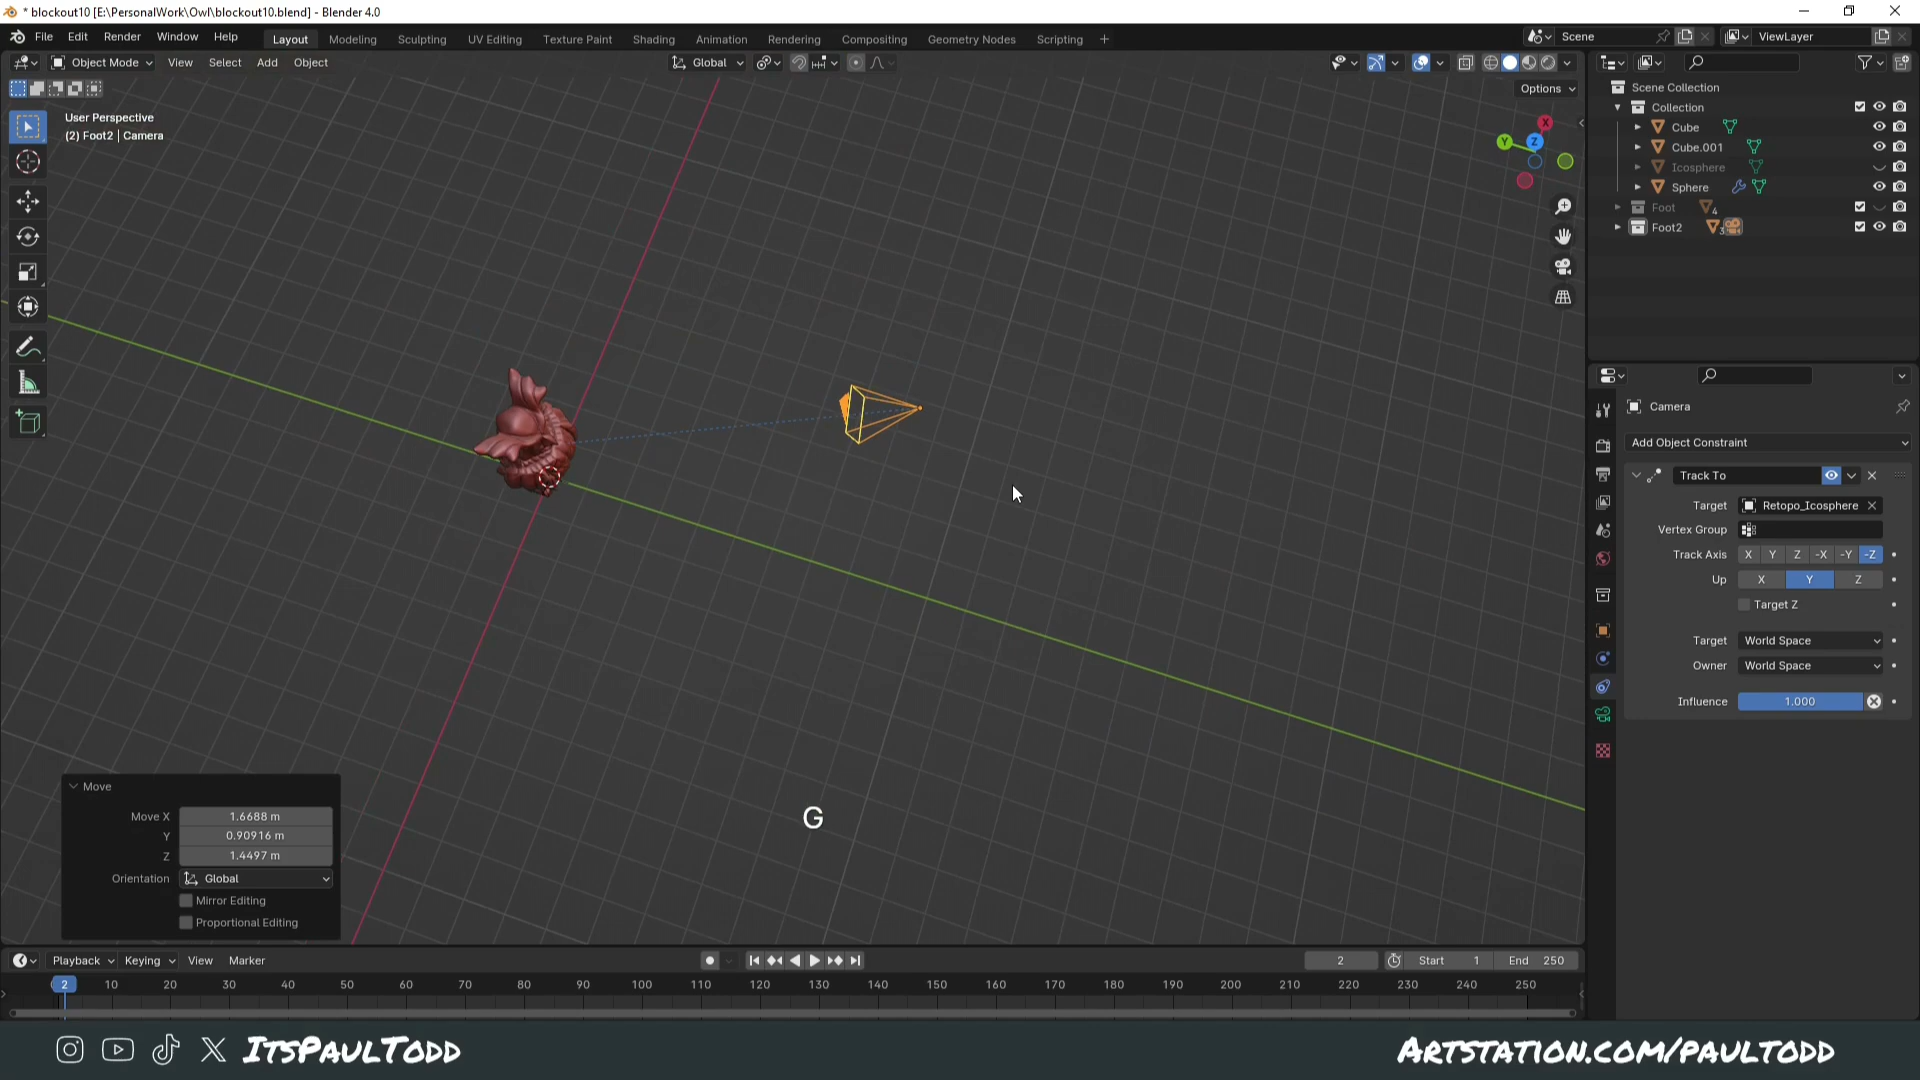 * blockout10 [E:\PersonalWork\Owl\blockout10.blend] - Blender 4.0
File Edit Render Window Help
Layout Modeling Sculpting UV Editing Texture Paint Shading Animation Rendering Compositing Geometry Nodes Scripting +
Scene
ViewLayer
Object Mode View Select Add Object
Global
Options
User Perspective
(2) Foot2 | Camera
X
Y
Z
Scene Collection
Collection
Cube
Cube.001
Icosphere
Sphere
Foot 4
Foot2 3
Camera
Add Object Constraint
Track To
Target Retopo_Icosphere
Vertex Group
Track Axis X Y Z -X -Y -Z
Up X Y Z
Target Z
Target World Space
Owner World Space
Influence 1.000
Move
Move X 1.6688 m
Y 0.90916 m
Z 1.4497 m
Orientation Global
Mirror Editing
Proportional Editing
G
Playback Keying View Marker
2 Start 1 End 250
2 10 20 30 40 50 60 70 80 90 100 110 120 130 140 150 160 170 180 190 200 210 220 230 240 250
ItsPaulTodd
Artstation.com/paultodd